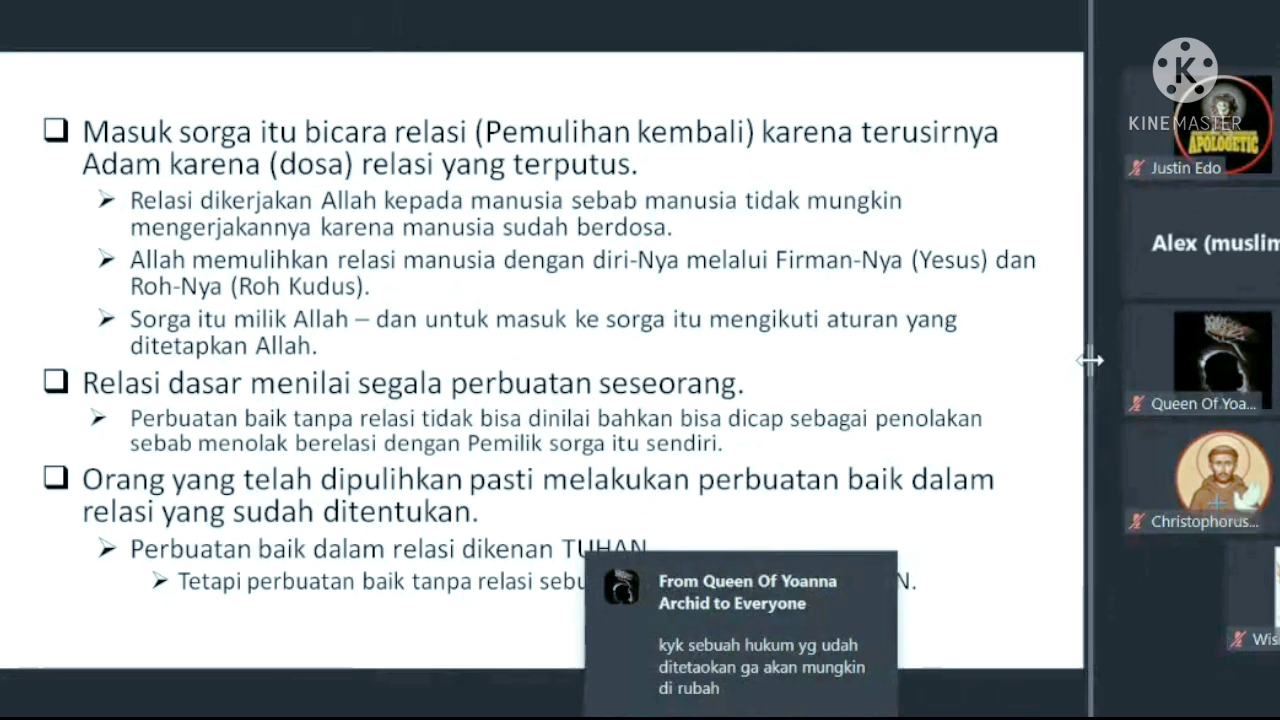 Masuk sorga itu bicara relasi (Pemulihan kembali) karena terusirnya
Adam karena (dosa) relasi yang terputus.
Relasi dikerjakan Allah kepada manusia sebab manusia tidak mungkin
mengerjakannya karena manusia sudah berdosa.
Allah memulihkan relasi manusia dengan diri-Nya melalui Firman-Nya (Yesus) dan
Roh-Nya (Roh Kudus).
Sorga itu milik Allah – dan untuk masuk ke sorga itu mengikuti aturan yang
ditetapkan Allah.
Relasi dasar menilai segala perbuatan seseorang.
Perbuatan baik tanpa relasi tidak bisa dinilai bahkan bisa dicap sebagai penolakan
sebab menolak berelasi dengan Pemilik sorga itu sendiri.
Orang yang telah dipulihkan pasti melakukan perbuatan baik dalam
relasi yang sudah ditentukan.
Perbuatan baik dalam relasi dikenan TUHAN
Tetapi perbuatan baik tanpa relasi sebu N.
From Queen Of Yoanna
Archid to Everyone
kyk sebuah hukum yg udah
ditetaokan ga akan mungkin
di rubah
K
KINEMASTER
APOLOGETIC
Justin Edo
Alex (muslim
Queen Of Yoa...
Christophorus...
Wis